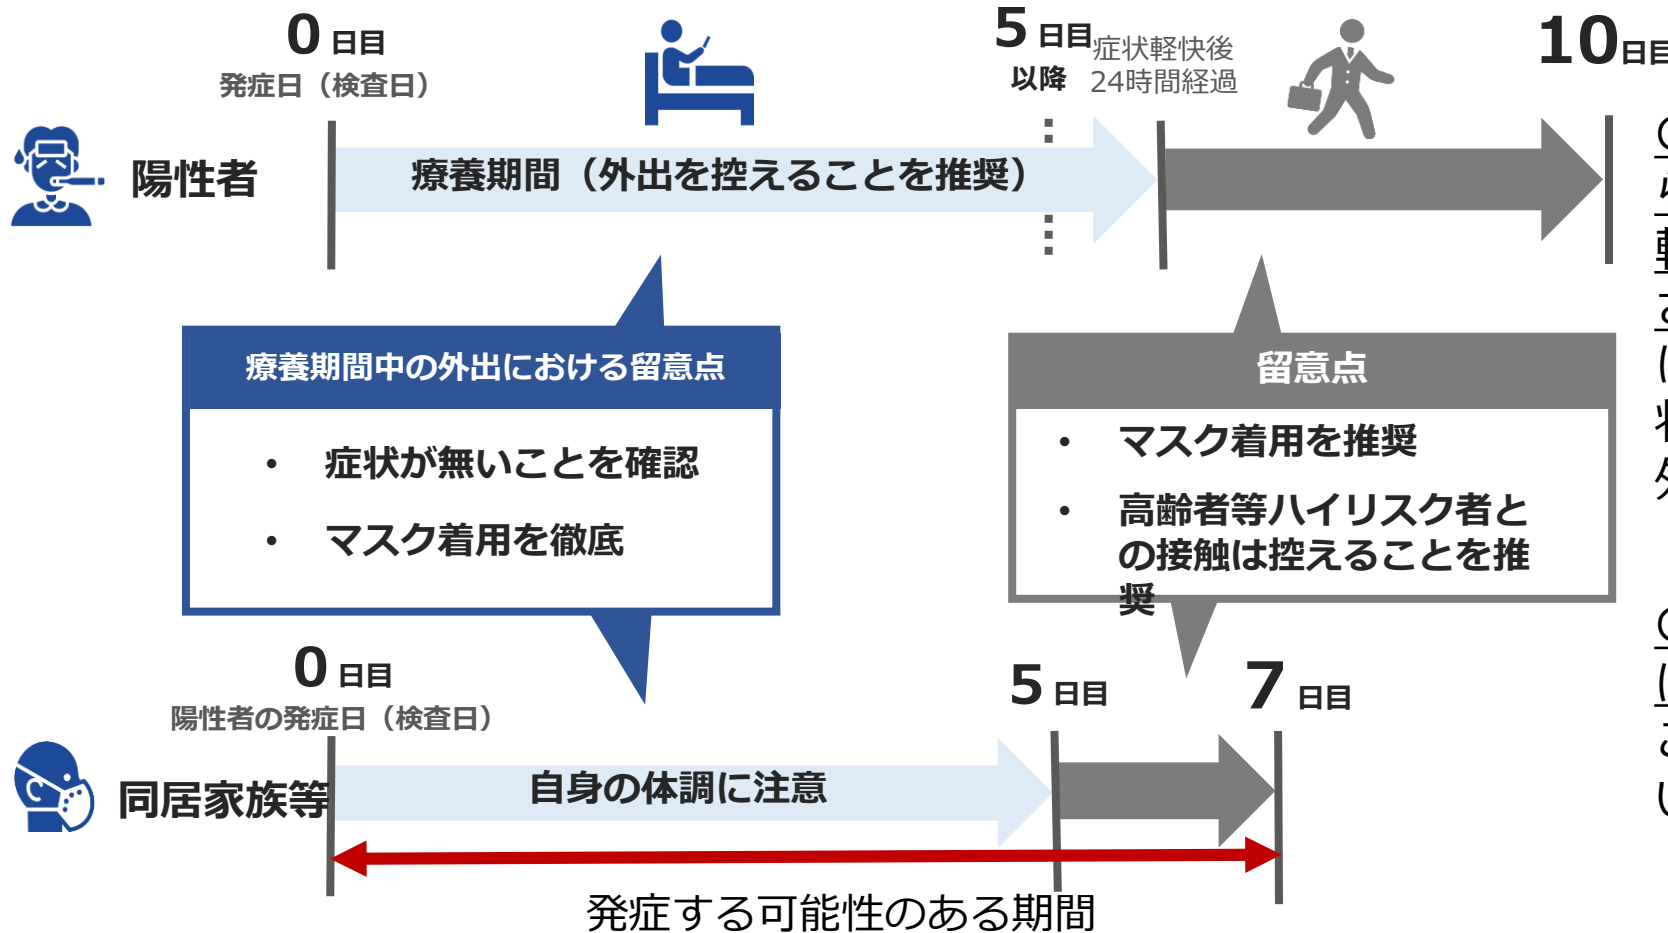 0 日目
発症日（検査日）
5 日目
以降
症状軽快後
24時間経過
10日目
陽性者
療養期間（外出を控えることを推奨）
療養期間中の外出における留意点
・ 症状が無いことを確認
・ マスク着用を徹底
留意点
・ マスク着用を推奨
・ 高齢者等ハイリスク者と
の接触は控えることを推
奨
0 日目
陽性者の発症日（検査日）
5 日目
7 日目
同居家族等
自身の体調に注意
発症する可能性のある期間